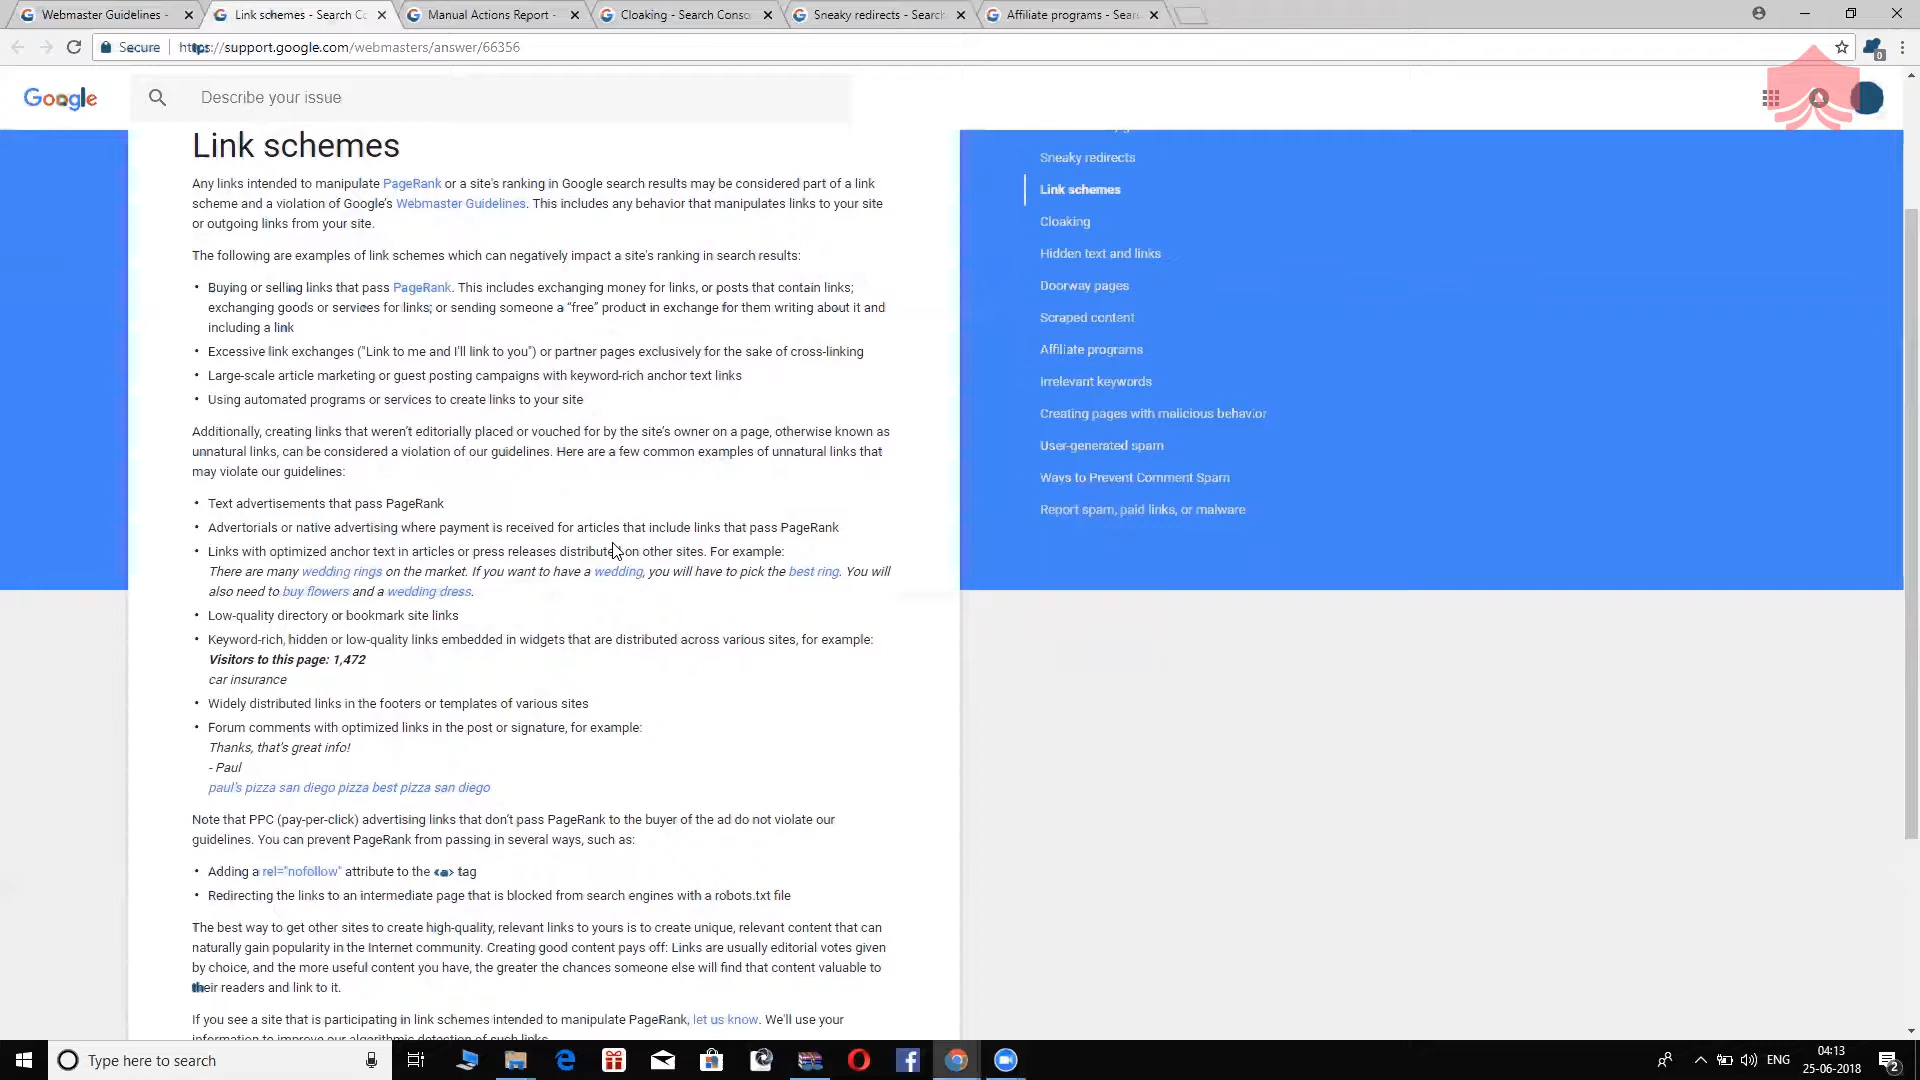 Webmaster Guidelines -
Link schemes - Search Co
Manual Actions Report -
Cloaking - Search Conso
Sneaky redirects - Search
Affiliate programs - Sear
Secure
https://support.google.com/webmasters/answer/66356
0
Google
Describe your issue
Link schemes
Any links intended to manipulate PageRank or a site's ranking in Google search results may be considered part of a link
scheme and a violation of Google's Webmaster Guidelines. This includes any behavior that manipulates links to your site
or outgoing links from your site.
The following are examples of link schemes which can negatively impact a site's ranking in search results:
• Buying or selling links that pass PageRank. This includes exchanging money for links, or posts that contain links;
exchanging goods or services for links; or sending someone a “free” product in exchange for them writing about it and
including a link
• Excessive link exchanges ("Link to me and I'll link to you") or partner pages exclusively for the sake of cross-linking
• Large-scale article marketing or guest posting campaigns with keyword-rich anchor text links
• Using automated programs or services to create links to your site
Additionally, creating links that weren’t editorially placed or vouched for by the site’s owner on a page, otherwise known as
unnatural links, can be considered a violation of our guidelines. Here are a few common examples of unnatural links that
may violate our guidelines:
• Text advertisements that pass PageRank
• Advertorials or native advertising where payment is received for articles that include links that pass PageRank
• Links with optimized anchor text in articles or press releases distributed on other sites. For example:
There are many wedding rings on the market. If you want to have a wedding, you will have to pick the best ring. You will
also need to buy flowers and a wedding dress.
• Low-quality directory or bookmark site links
• Keyword-rich, hidden or low-quality links embedded in widgets that are distributed across various sites, for example:
Visitors to this page: 1,472
car insurance
• Widely distributed links in the footers or templates of various sites
• Forum comments with optimized links in the post or signature, for example:
Thanks, that's great info!
- Paul
paul's pizza san diego pizza best pizza san diego
Note that PPC (pay-per-click) advertising links that don’t pass PageRank to the buyer of the ad do not violate our
guidelines. You can prevent PageRank from passing in several ways, such as:
• Adding a rel="nofollow" attribute to the <a> tag
• Redirecting the links to an intermediate page that is blocked from search engines with a robots.txt file
The best way to get other sites to create high-quality, relevant links to yours is to create unique, relevant content that can
naturally gain popularity in the Internet community. Creating good content pays off: Links are usually editorial votes given
by choice, and the more useful content you have, the greater the chances someone else will find that content valuable to
their readers and link to it.
If you see a site that is participating in link schemes intended to manipulate PageRank, let us know. We'll use your
information to improve our algorithmic detection of such links.
Sneaky redirects
Link schemes
Cloaking
Hidden text and links
Doorway pages
Scraped content
Affiliate programs
Irrelevant keywords
Creating pages with malicious behavior
User-generated spam
Ways to Prevent Comment Spam
Report spam, paid links, or malware
Type here to search
ENG
04:13
25-06-2018
2